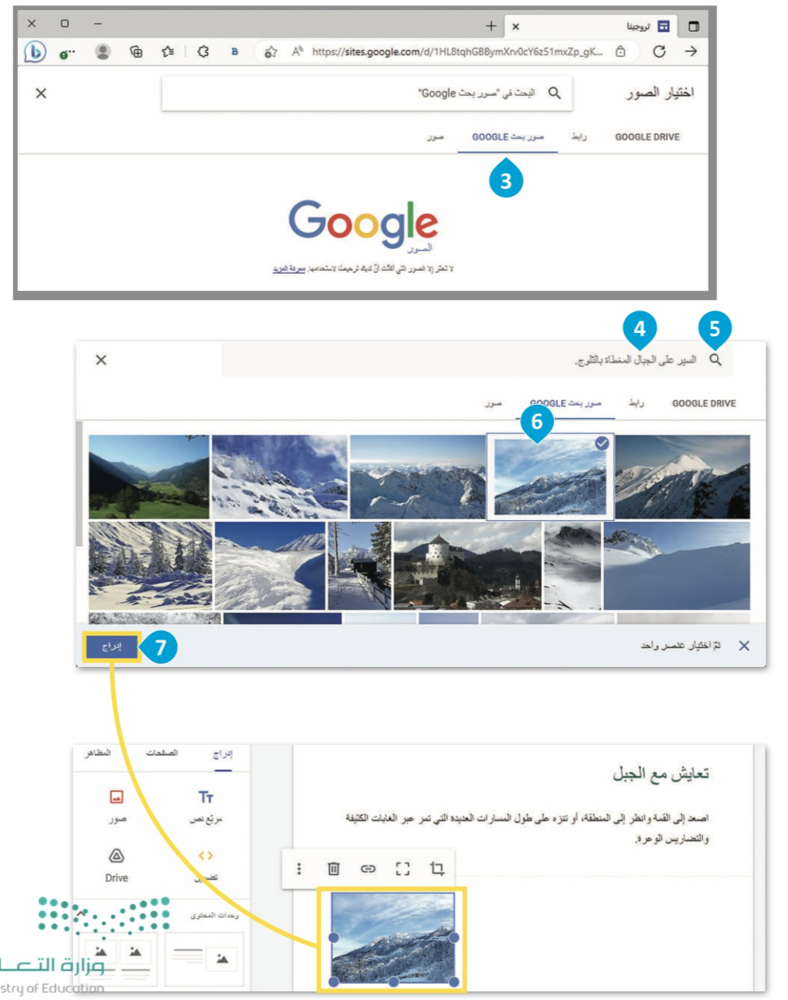 تروجينا
https://sites.google.com/d/1HL8tqhGBBymXrv0cY6z51mxZp_gK...
اختيار الصور
البحث في "صور بحث Google"
GOOGLE DRIVE
رابط
صور بحث GOOGLE
صور
3
Google
الصور
لا تعثر إلا الصور التي أكدّت أنّ لديك ترخيصًا لاستخدامها. معرفة المزيد
4
5
السير على الجبال المغطاة بالثلوج.
GOOGLE DRIVE
رابط
صور بحث GOOGLE
صور
6
تمّ اختيار عنصر واحد
7
إدراج
إدراج
الصفحات
المظاهر
تعايش مع الجبل
مربّع نص
صور
اصعد إلى القمة وانظر إلى المنطقة، أو تنزه على طول المسارات العديدة التي تمر عبر الغابات الكثيفة
والتضاريس الوعرة.
تضمين
Drive
وحدات المحتوى
وزارة التعـلـ
stry of Education